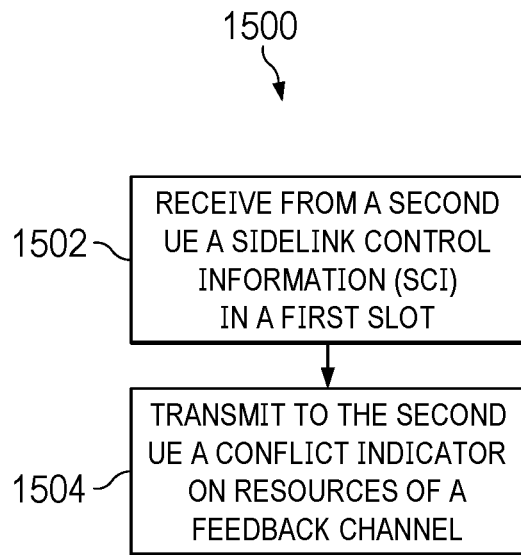 1500
1502
RECEIVE FROM A SECOND
UE A SIDELINK CONTROL
INFORMATION (SCI)
IN A FIRST SLOT
1504
TRANSMIT TO THE SECOND
UE A CONFLICT INDICATOR
ON RESOURCES OF A
FEEDBACK CHANNEL